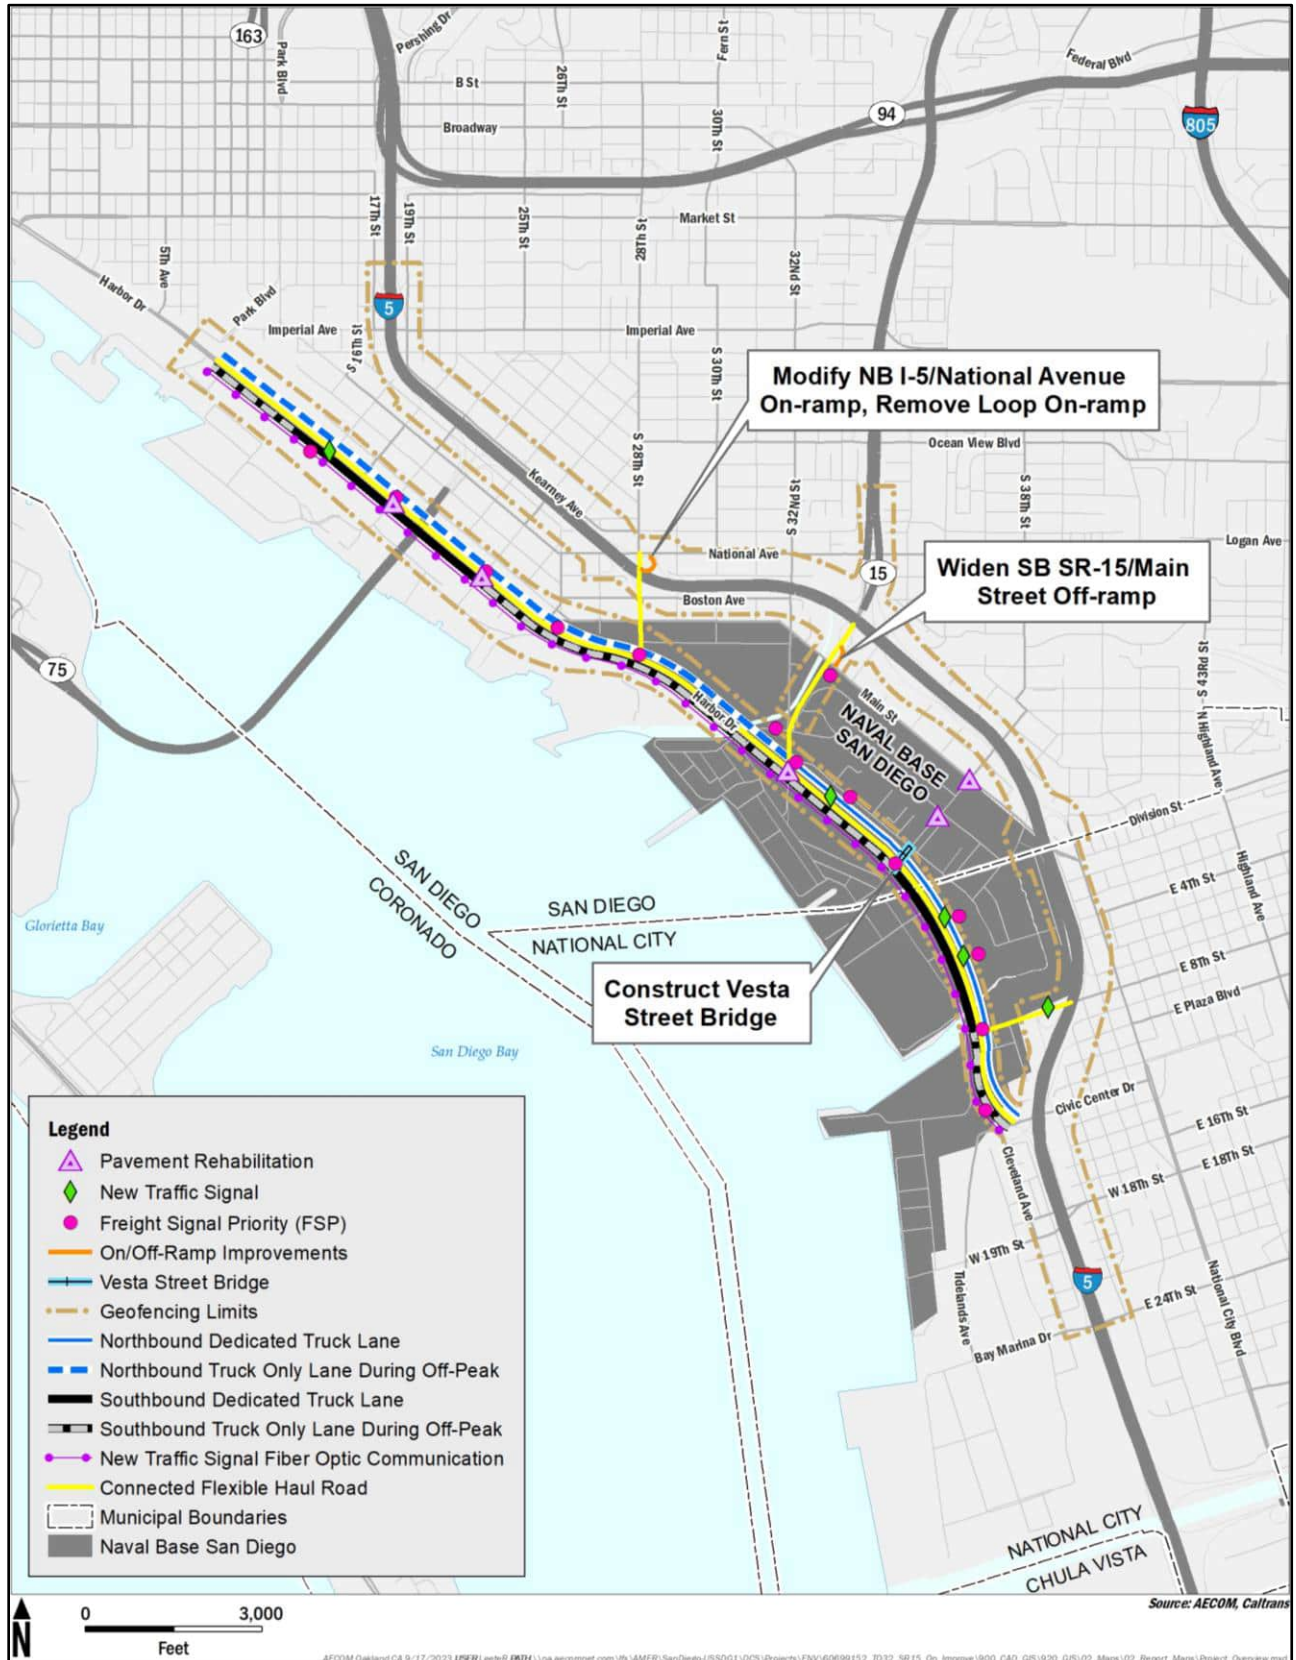 163
Park Blvd
Pershing Dr
B St
26Th St
Fern St
Federal Blvd
94
805
Broadway
30Th St
17Th St
19Th St
25Th St
28Th St
Market St
32Nd St
5Th Ave
Harbor Dr
Park Blvd
5
Imperial Ave
S 16Th St
Imperial Ave
S 30Th St
Modify NB I-5/National Avenue
On-ramp, Remove Loop On-ramp
Ocean View Blvd
S 28Th St
Kearney Ave
S 32Nd St
S 38Th St
National Ave
Logan Ave
15
Widen SB SR-15/Main
Street Off-ramp
Boston Ave
75
S 43Rd St
N Highland Ave
Main St
Harbor Dr
NAVAL BASE
SAN DIEGO
Division St
SAN DIEGO
CORONADO
E 4Th St
Highland Ave
Glorietta Bay
SAN DIEGO
NATIONAL CITY
E 8Th St
Construct Vesta
Street Bridge
E Plaza Blvd
San Diego Bay
Civic Center Dr
E 16Th St
E 18Th St
Cleveland Ave
W 18Th St
W 19Th St
Tidelands Ave
5
E 24Th St
National City Blvd
Bay Marina Dr
Legend
Pavement Rehabilitation
New Traffic Signal
Freight Signal Priority (FSP)
On/Off-Ramp Improvements
Vesta Street Bridge
Geofencing Limits
Northbound Dedicated Truck Lane
Northbound Truck Only Lane During Off-Peak
Southbound Dedicated Truck Lane
Southbound Truck Only Lane During Off-Peak
New Traffic Signal Fiber Optic Communication
Connected Flexible Haul Road
Municipal Boundaries
Naval Base San Diego
NATIONAL CITY
CHULA VISTA
Source: AECOM, Caltrans
N
0 3,000
Feet
AECOM Oakland CA 9/17/2023 USER